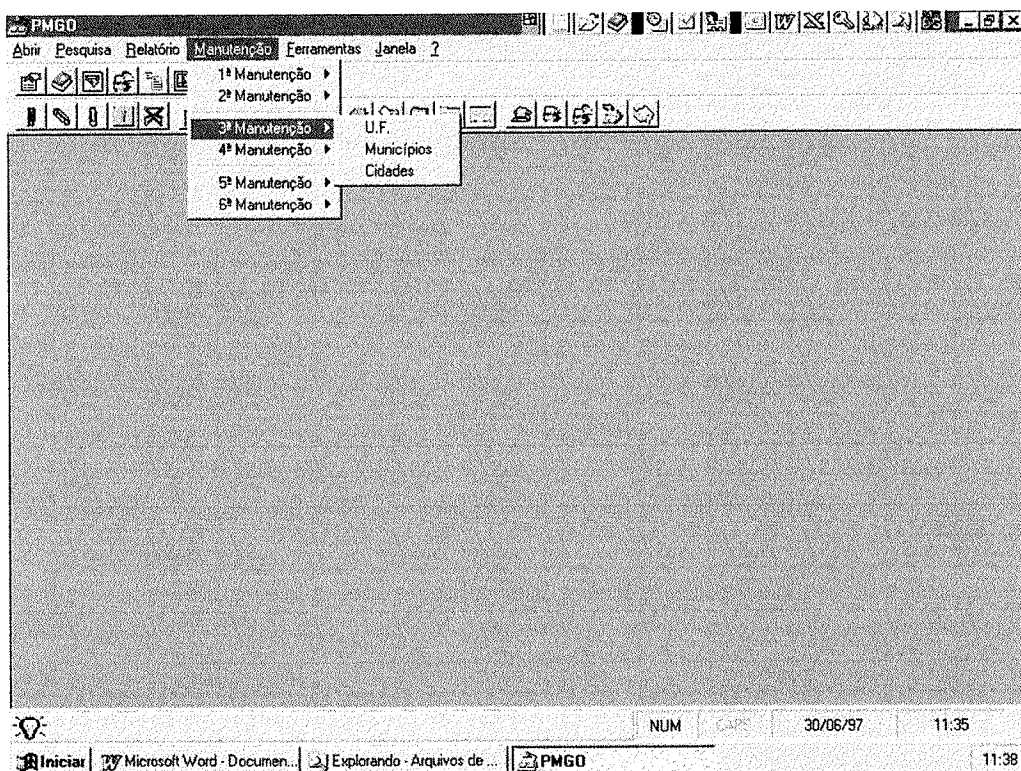 PMGO
Abrir Pesquisa Relatório Manutenção Ferramentas Janela ?
1ª Manutenção
2ª Manutenção
3ª Manutenção U.F.
4ª Manutenção Municípios
Cidades
5ª Manutenção
6ª Manutenção
NUM CAPS 30/06/97 11:35
Iniciar Microsoft Word - Documen... Explorando - Arquivos de ... PMGO 11:38